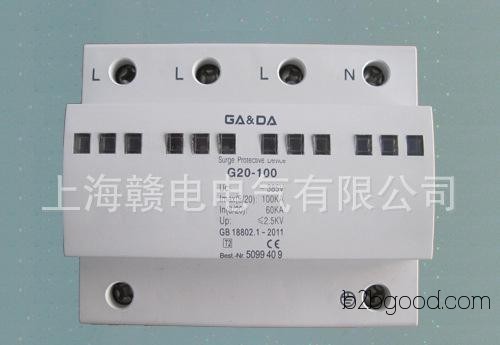 L L L N
GA&DA
Surge Protecove Device
G20-100
Uc: 385V
Imax(8/20): 100KA
In(8/20): 60KA
Up: ≤2.5KV
GB 18802.1-2011
T2 CE
Best.-Nr. 5099 40 9
上海赣电电气有限公司
b2bgood.com